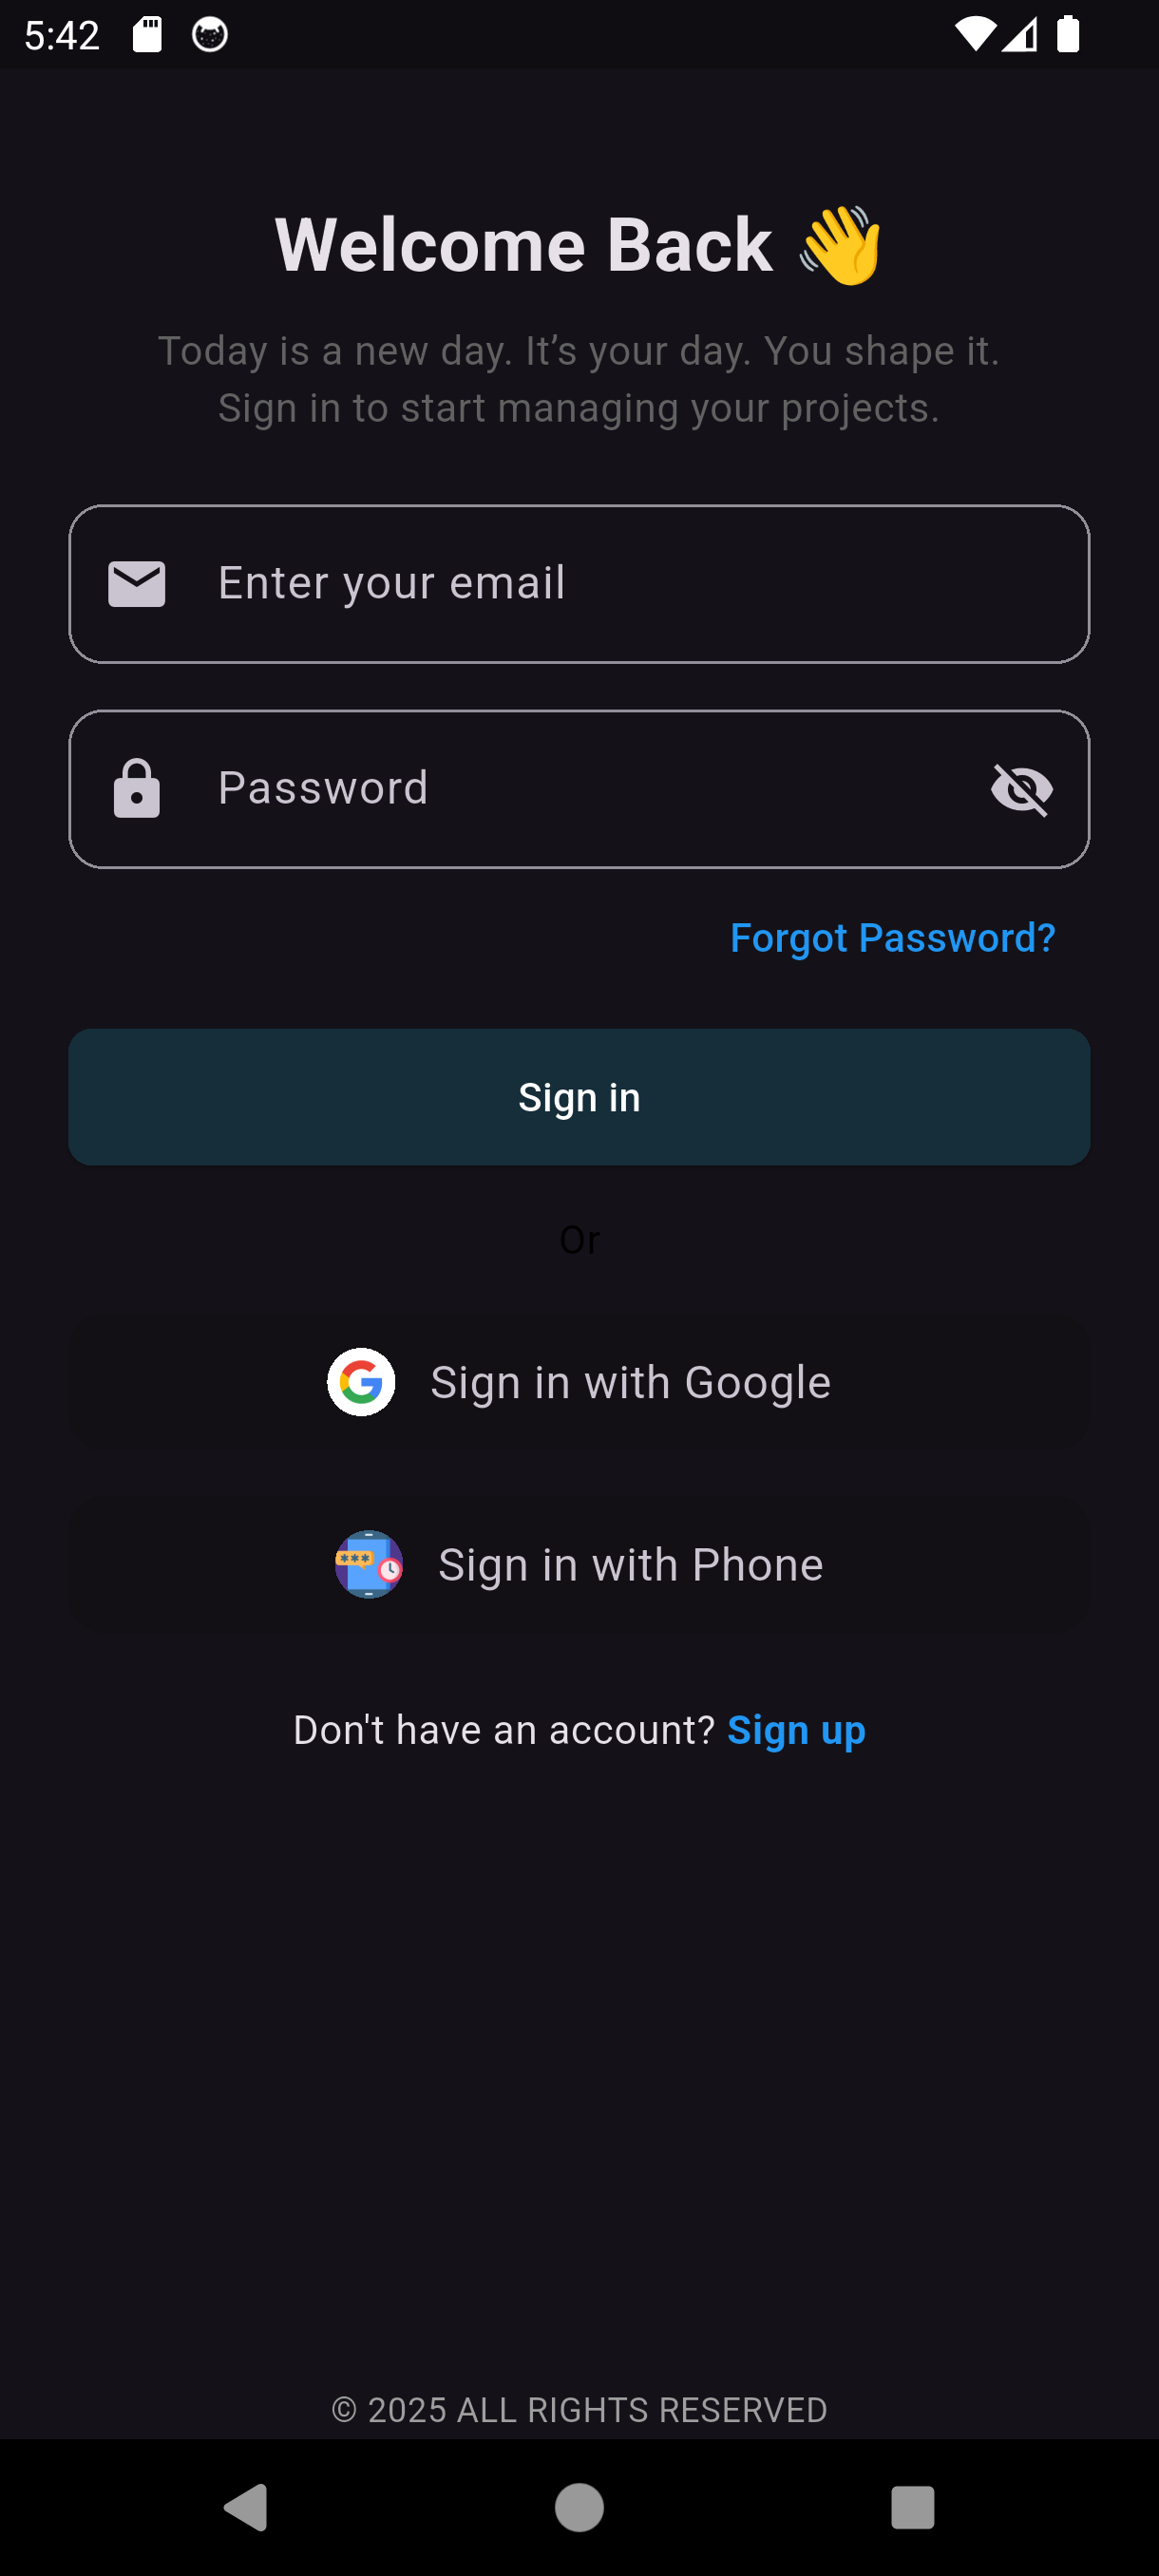 5:42
Welcome Back 👋
Today is a new day. It’s your day. You shape it.
Sign in to start managing your projects.
Enter your email
Password
Forgot Password?
Sign in
Or
Sign in with Google
Sign in with Phone
Don't have an account? Sign up
© 2025 ALL RIGHTS RESERVED